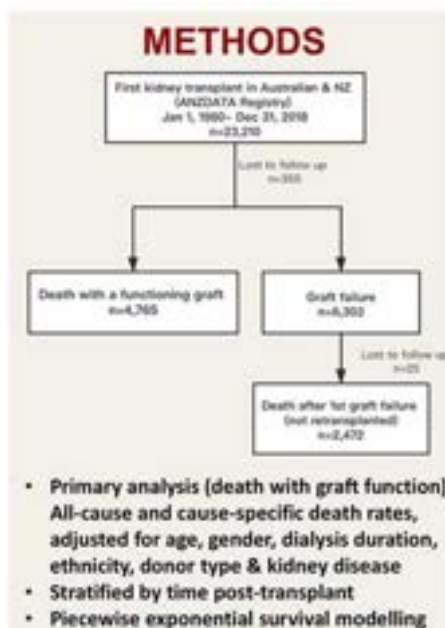 METHODS
First kidney transplant in Australian & NZ
(ANZDATA Registry)
Jan 1, 1980– Dec 31, 2018
n=23,210
Lost to follow up
n=355
Death with a functioning graft
n=4,765
Graft failure
n=6,302
Lost to follow up
n=25
Death after 1st graft failure
(not retransplanted)
n=2,472
• Primary analysis (death with graft function)
All-cause and cause-specific death rates,
adjusted for age, gender, dialysis duration,
ethnicity, donor type & kidney disease
• Stratified by time post-transplant
• Piecewise exponential survival modelling